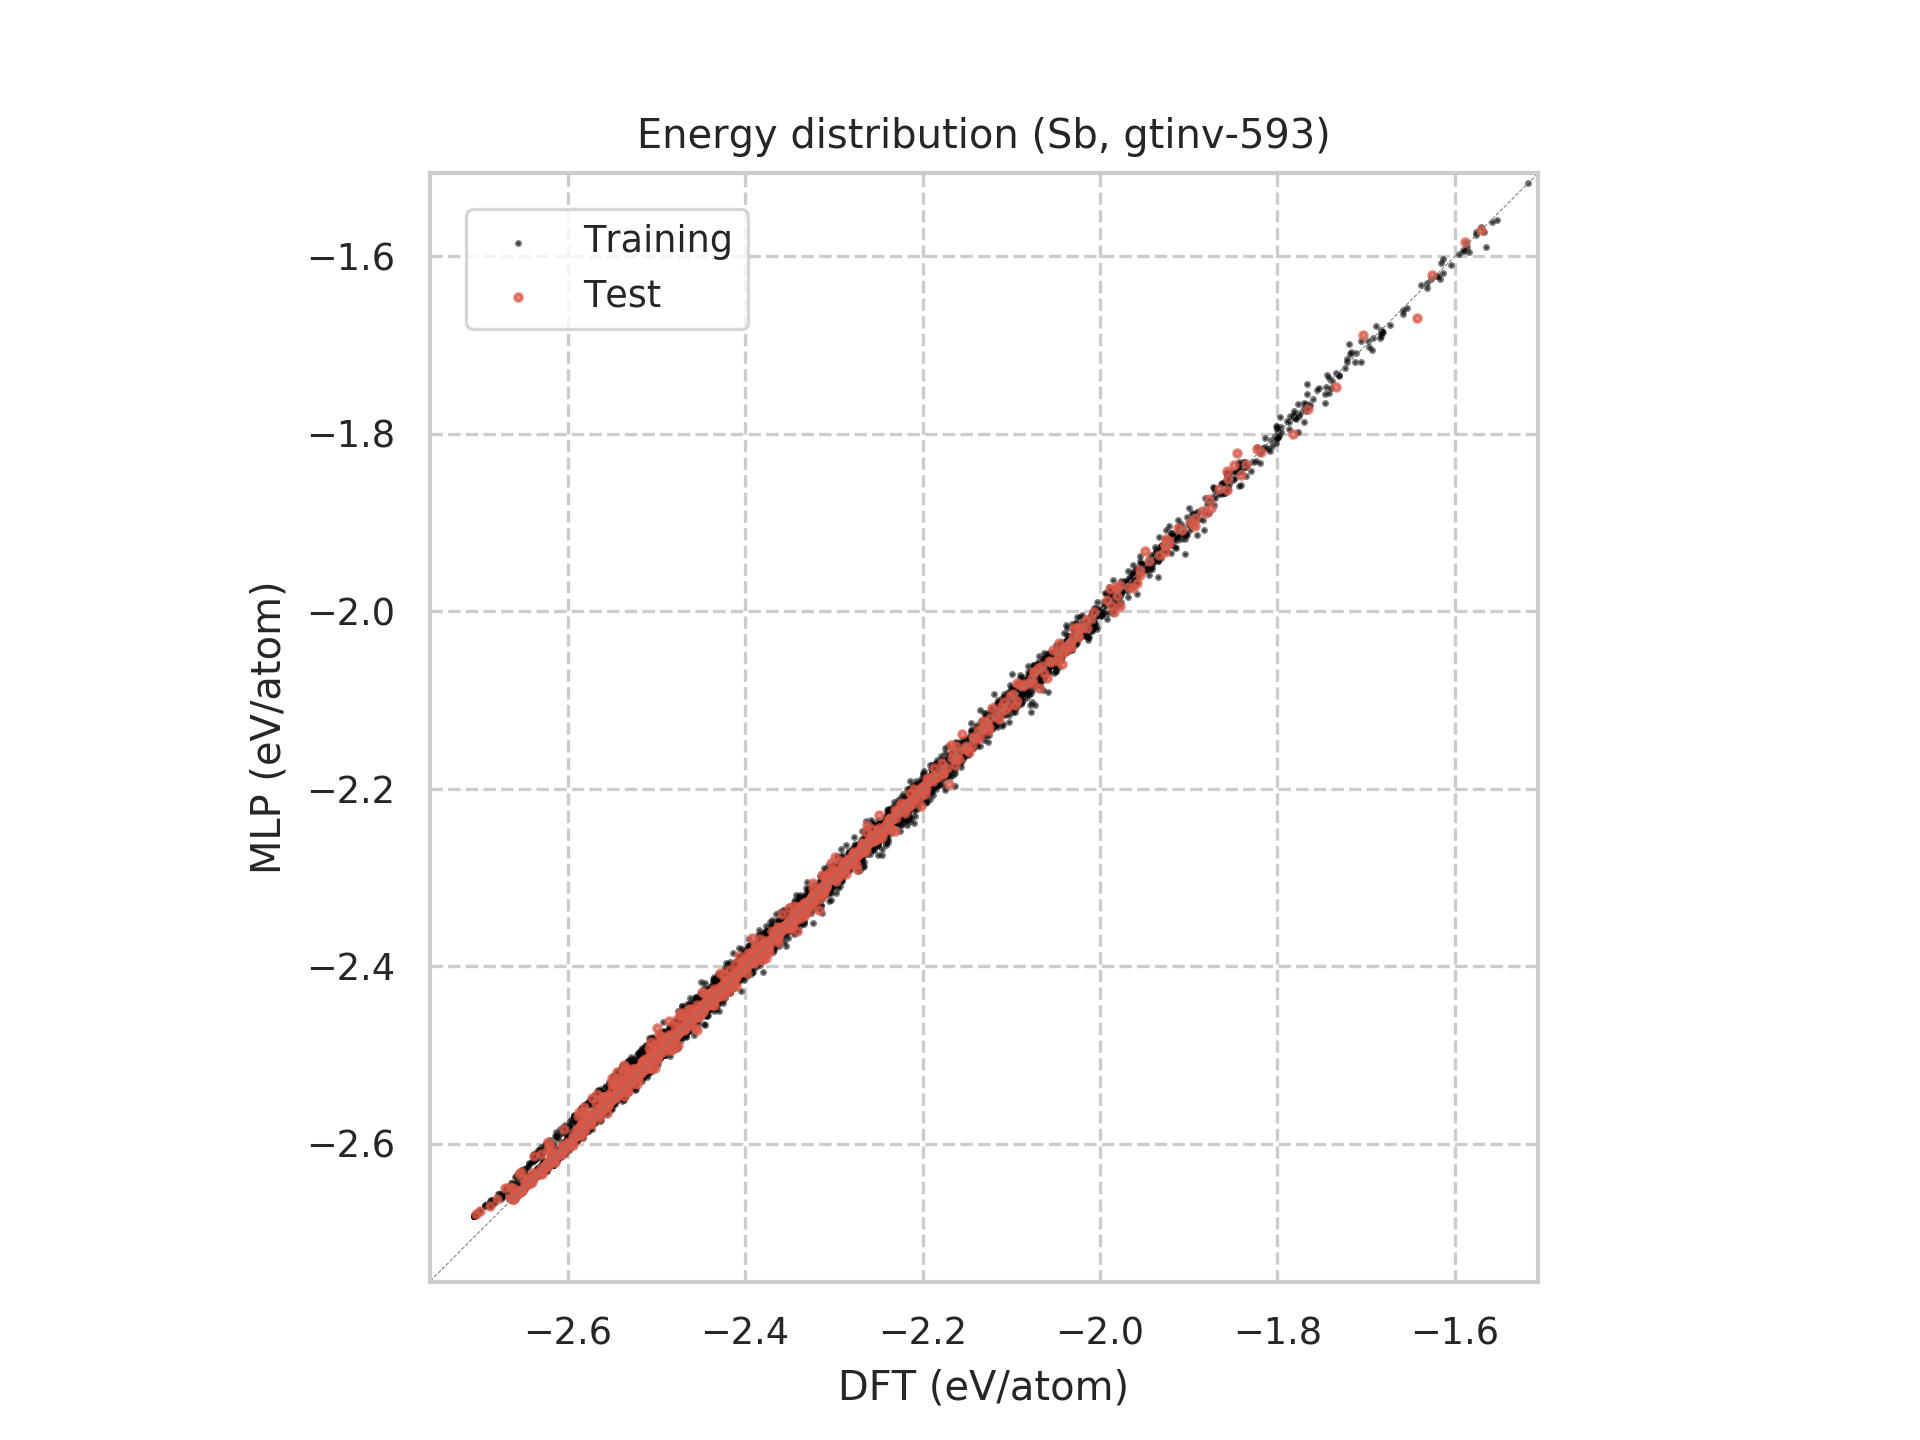 Energy distribution (Sb, gtinv-593)
Training
Test
−1.6
−1.8
−2.0
−2.2
−2.4
−2.6
MLP (eV/atom)
−2.6 −2.4 −2.2 −2.0 −1.8 −1.6
DFT (eV/atom)